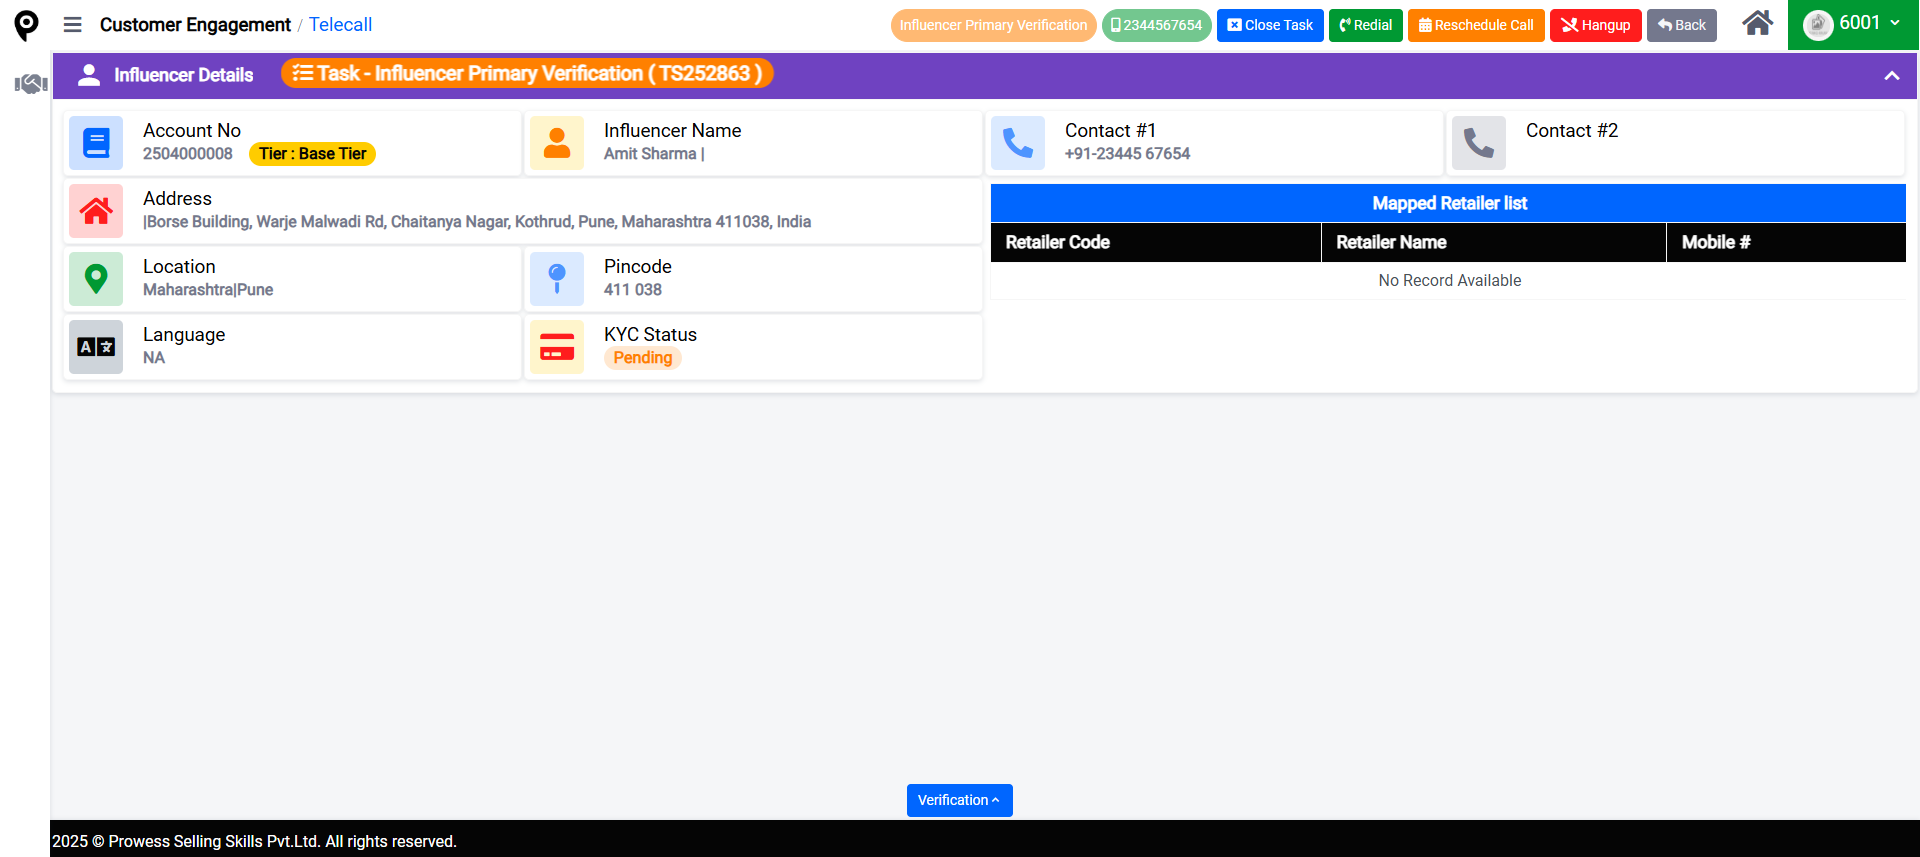 Customer Engagement / Telecall
Influencer Primary Verification
2344567654
Close Task
Redial
Reschedule Call
Hangup
Back
6001
Influencer Details
Task - Influencer Primary Verification ( TS252863 )
Account No
2504000008 Tier : Base Tier
Influencer Name
Amit Sharma |
Contact #1
+91-23445 67654
Contact #2
Address
|Borse Building, Warje Malwadi Rd, Chaitanya Nagar, Kothrud, Pune, Maharashtra 411038, India
Mapped Retailer list
Retailer Code Retailer Name Mobile #
No Record Available
Location
Maharashtra|Pune
Pincode
411 038
Language
NA
KYC Status
Pending
Verification
2025 © Prowess Selling Skills Pvt.Ltd. All rights reserved.